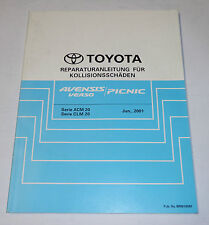 TOYOTA
REPARATURANLEITUNG FÜR
KOLLISIONSSCHÄDEN
AVENSIS VERSO PICNIC
Serie ACM 20
Serie CLM 20
Jun., 2001